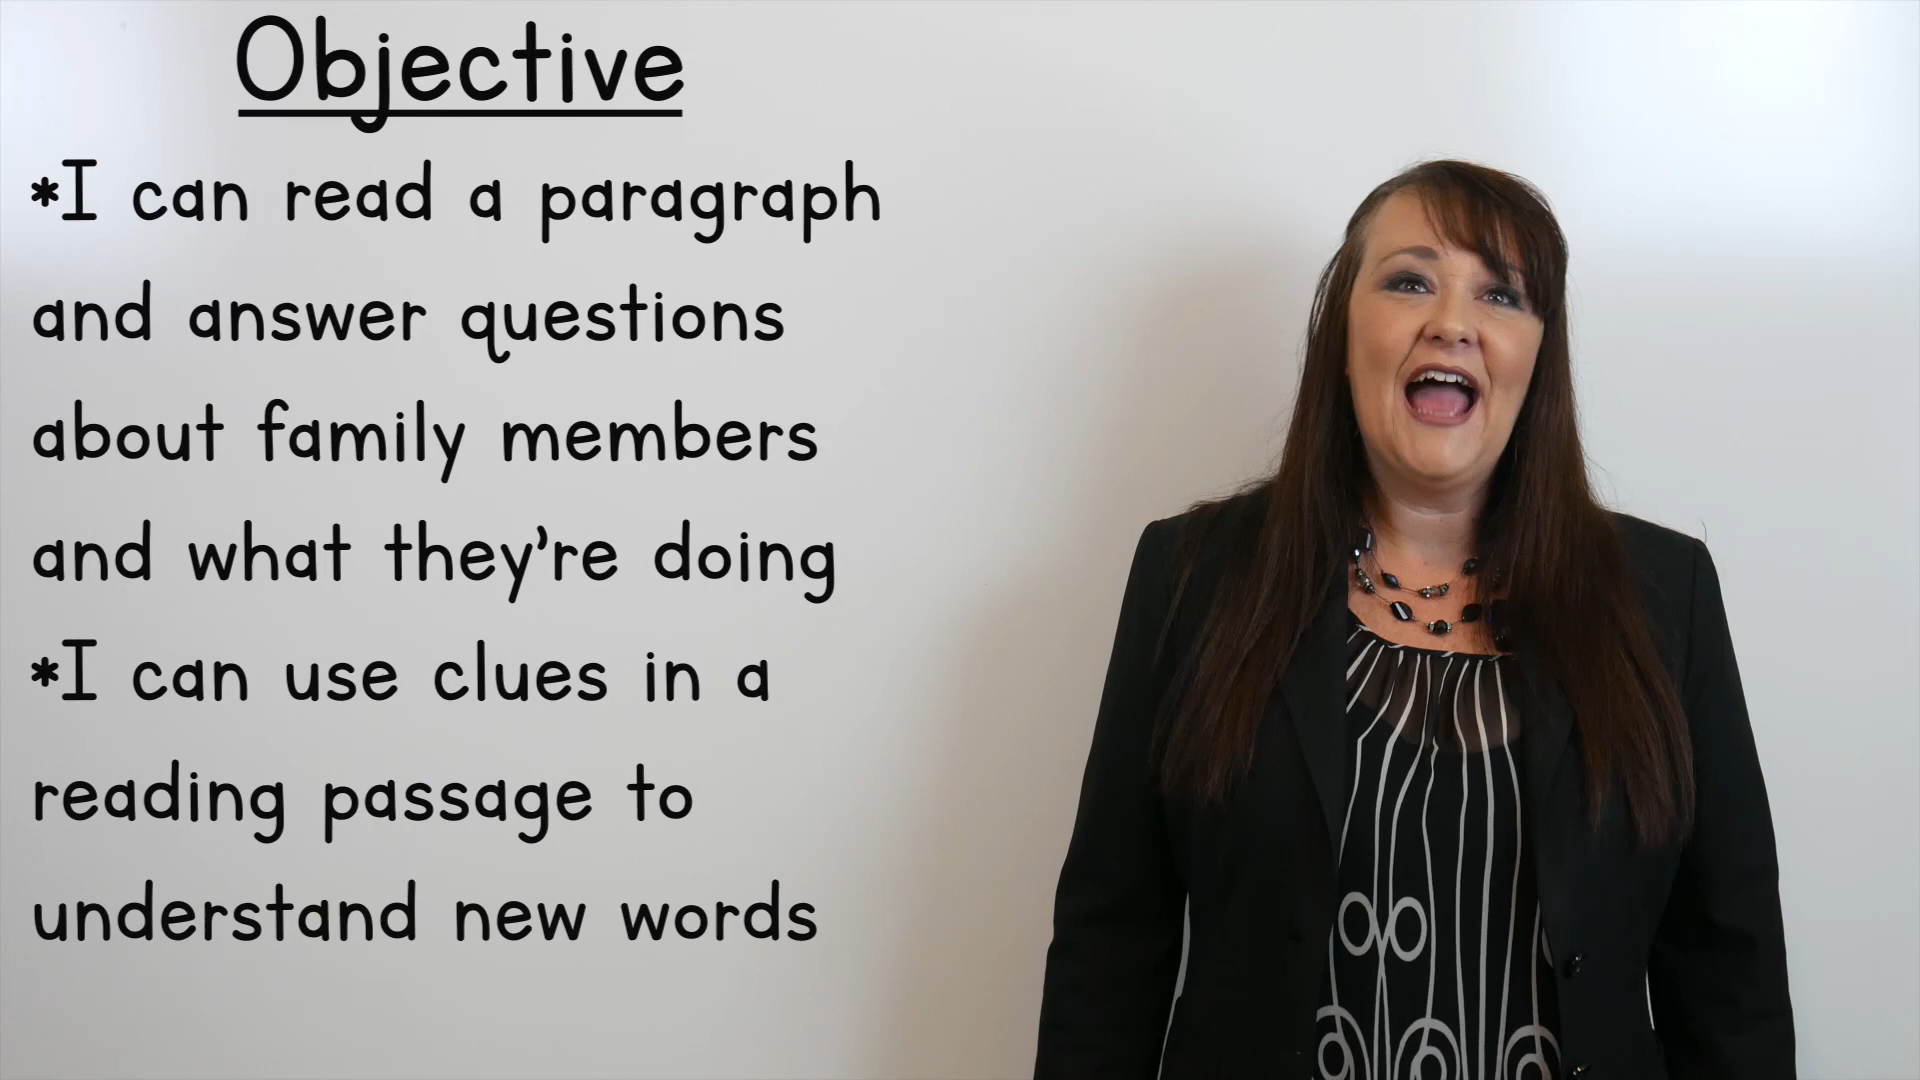 Objective
*I can read a paragraph
and answer questions
about family members
and what they're doing
*I can use clues in a
reading passage to
understand new words